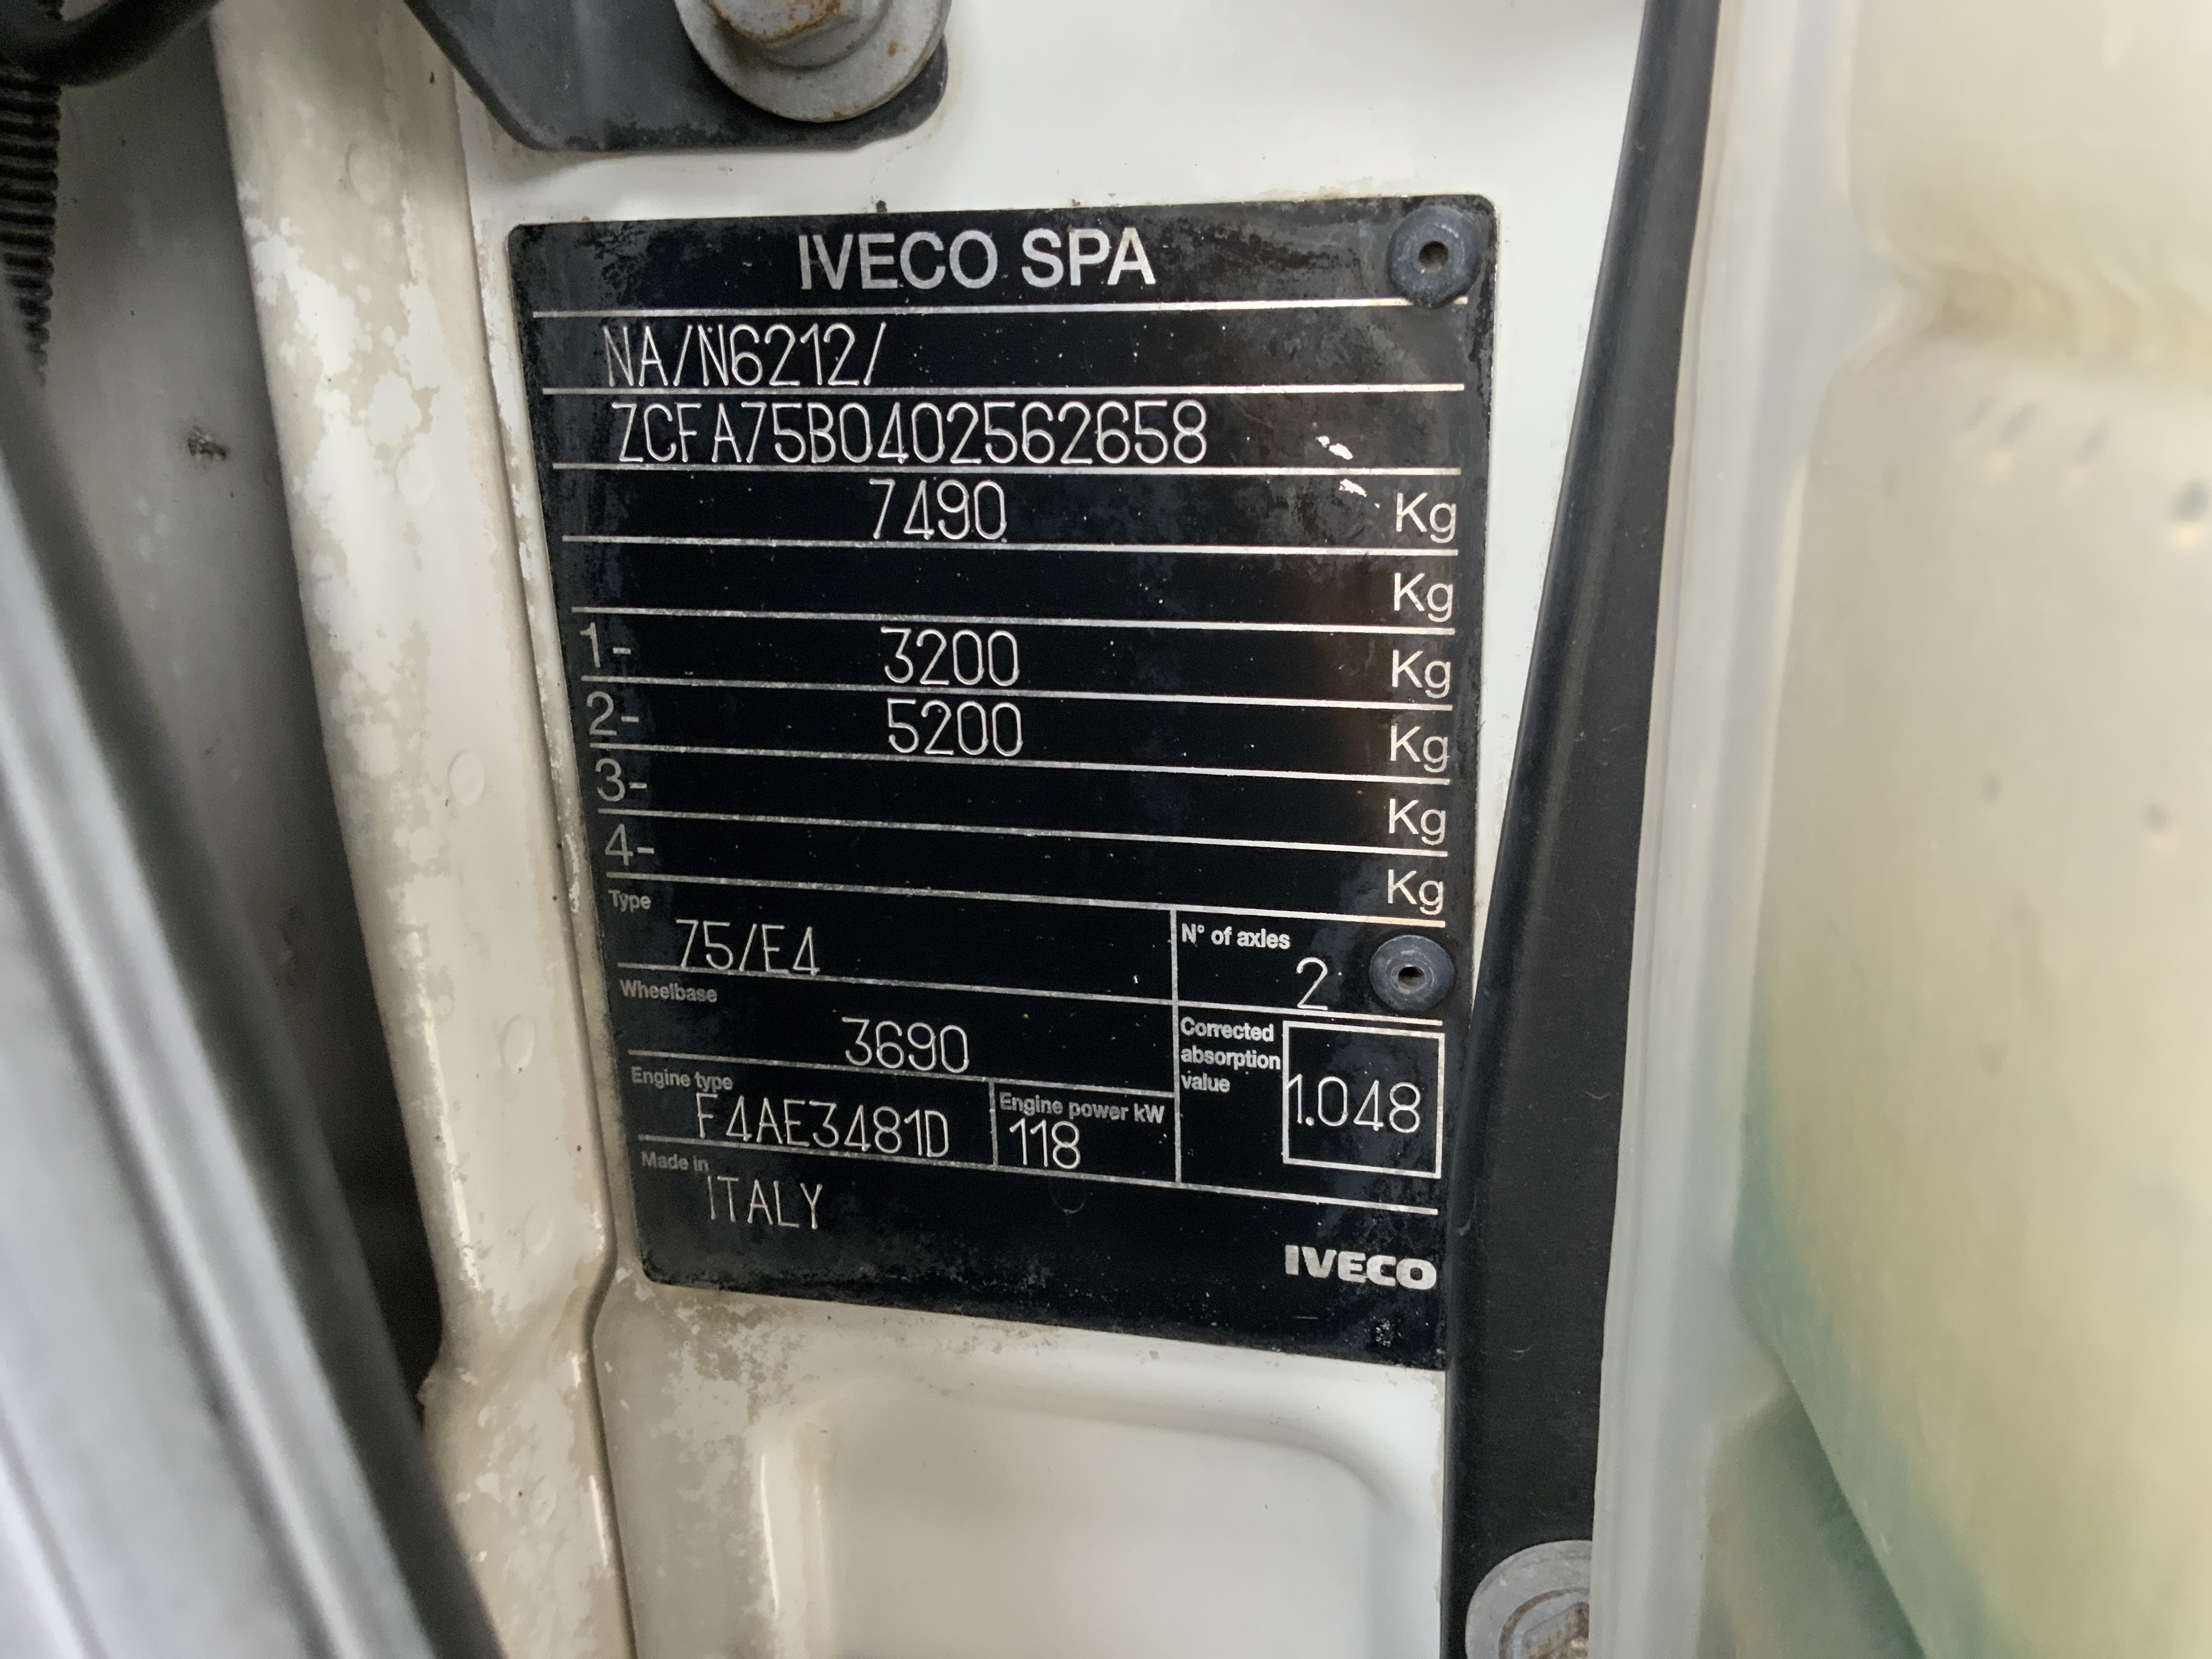 IVECO SPA
NA/N6212/
ZCFA75B0402562658
7490 Kg
Kg
1- 3200 Kg
2- 5200 Kg
3- Kg
4- Kg
Type
75/E4
N° of axles
2
Wheelbase
3690
Corrected
absorption
value
1.048
Engine type
F4AE3481D
Engine power kW
118
Made in
ITALY
IVECO